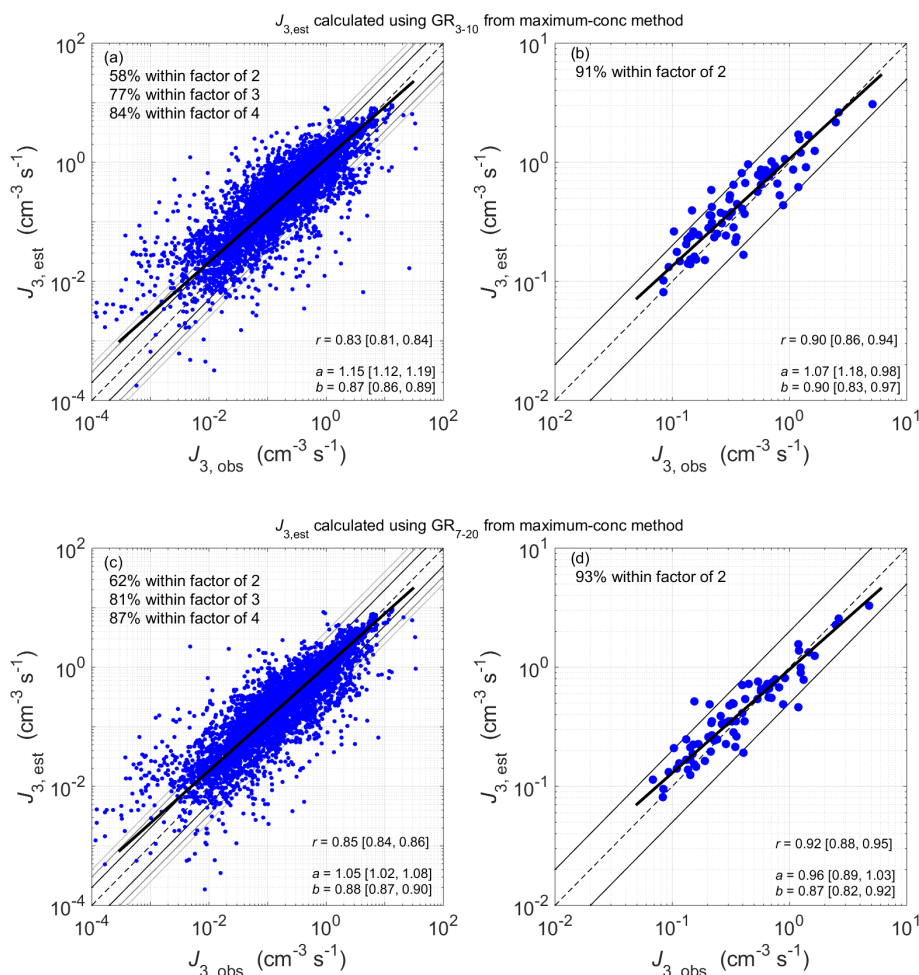 J3,est calculated using GR3-10 from maximum-conc method
(a)
58% within factor of 2
77% within factor of 3
84% within factor of 4
r = 0.83 [0.81, 0.84]
a = 1.15 [1.12, 1.19]
b = 0.87 [0.86, 0.89]
10^2
10^0
10^-2
10^-4
10^-4
10^-2
10^0
10^2
J3, est (cm^-3 s^-1)
J3, obs (cm^-3 s^-1)
(b)
91% within factor of 2
r = 0.90 [0.86, 0.94]
a = 1.07 [1.18, 0.98]
b = 0.90 [0.83, 0.97]
10^1
10^0
10^-1
10^-2
10^-2
10^-1
10^0
10^1
J3, est (cm^-3 s^-1)
J3, obs (cm^-3 s^-1)
J3,est calculated using GR7-20 from maximum-conc method
(c)
62% within factor of 2
81% within factor of 3
87% within factor of 4
r = 0.85 [0.84, 0.86]
a = 1.05 [1.02, 1.08]
b = 0.88 [0.87, 0.90]
10^2
10^0
10^-2
10^-4
10^-4
10^-2
10^0
10^2
J3, est (cm^-3 s^-1)
J3, obs (cm^-3 s^-1)
(d)
93% within factor of 2
r = 0.92 [0.88, 0.95]
a = 0.96 [0.89, 1.03]
b = 0.87 [0.82, 0.92]
10^1
10^0
10^-1
10^-2
10^-2
10^-1
10^0
10^1
J3, est (cm^-3 s^-1)
J3, obs (cm^-3 s^-1)